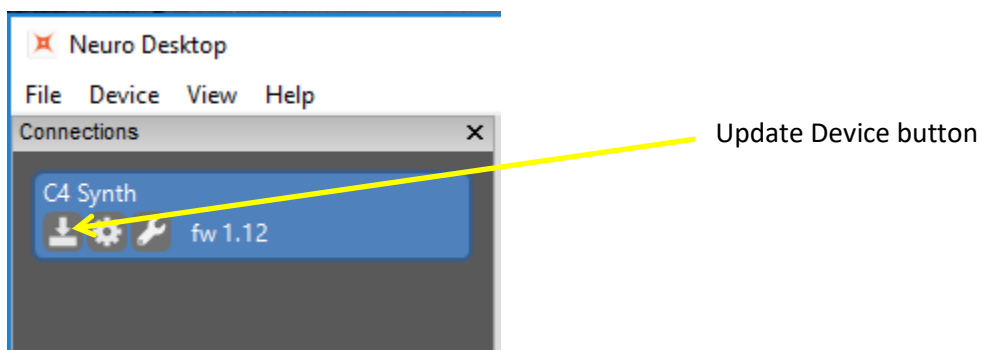 Neuro Desktop
File Device View Help
Connections
Update Device button
C4 Synth
fw 1.12